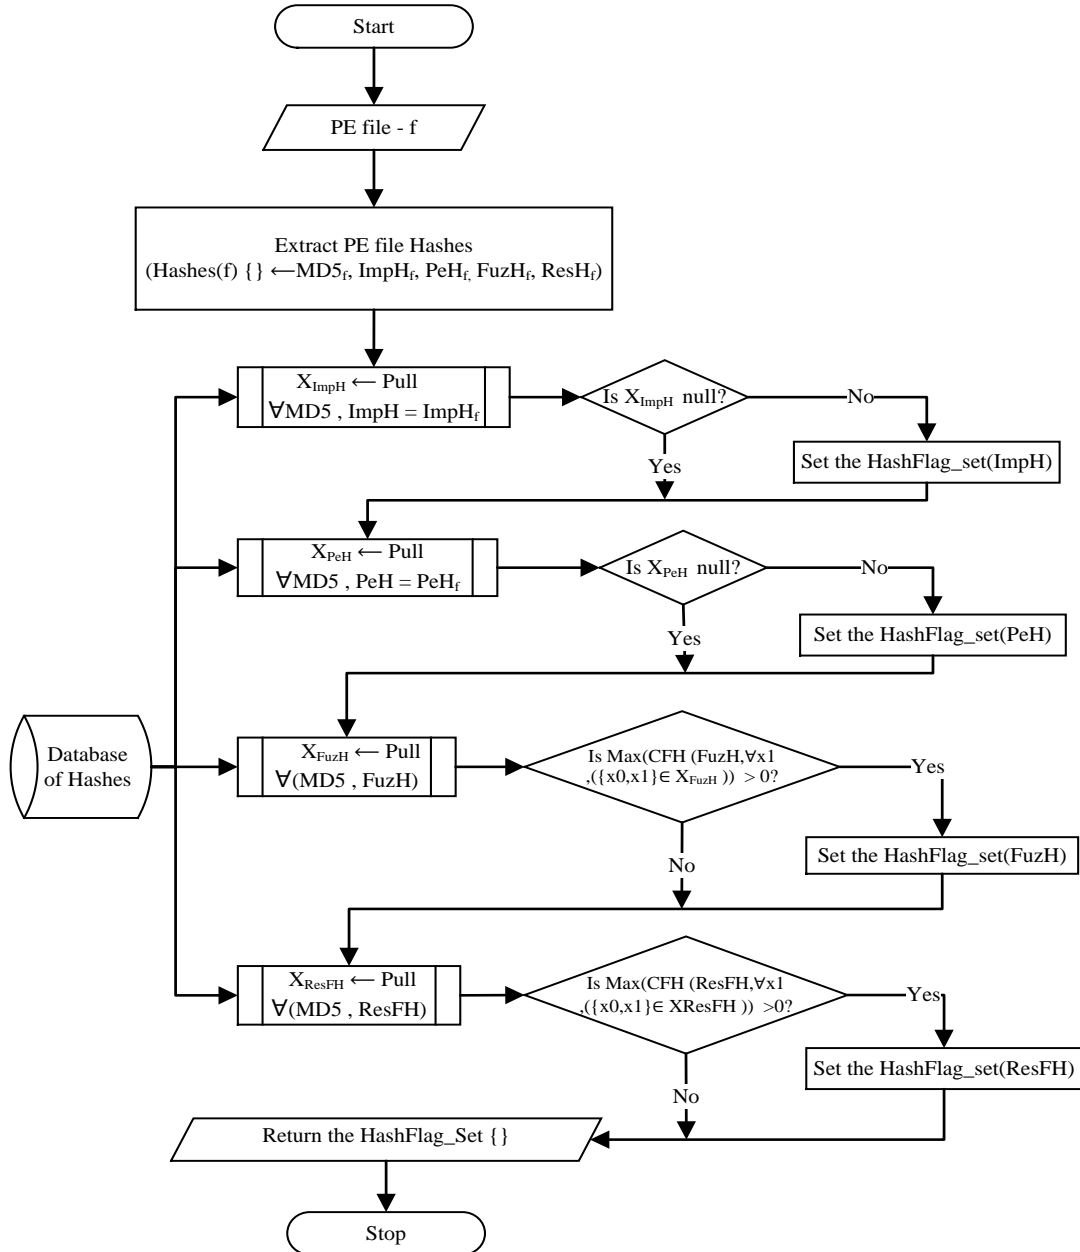 Start
PE file - f
Extract PE file Hashes
(Hashes(f) {} ←MD5f, ImpHf, PeHf, FuzHf, ResHf)
XImpH ← Pull
∀MD5 , ImpH = ImpHf
Is XImpH null?
No
Set the HashFlag_set(ImpH)
Yes
XPeH ← Pull
∀MD5 , PeH = PeHf
Is XPeH null?
No
Set the HashFlag_set(PeH)
Yes
Database
of Hashes
XFuzH ← Pull
∀(MD5 , FuzH)
Is Max(CFH (FuzH,∀x1
,({x0,x1}∈ XFuzH )) > 0?
Yes
Set the HashFlag_set(FuzH)
No
XResFH ← Pull
∀(MD5 , ResFH)
Is Max(CFH (ResFH,∀x1
,({x0,x1}∈ XResFH )) >0?
Yes
Set the HashFlag_set(ResFH)
No
Return the HashFlag_Set {}
Stop